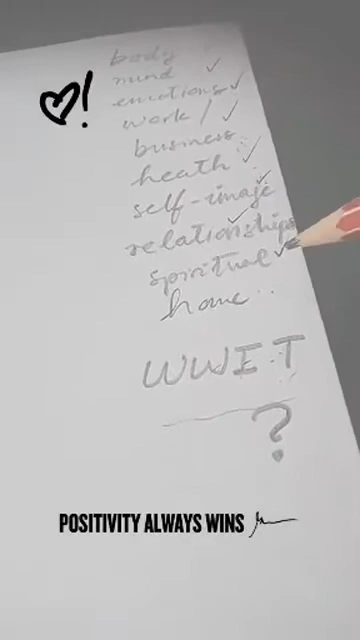 body
mind
emotions
work /
business
heath
self-image
relationships
spiritual
home..
WWIT
?
POSITIVITY ALWAYS WINS